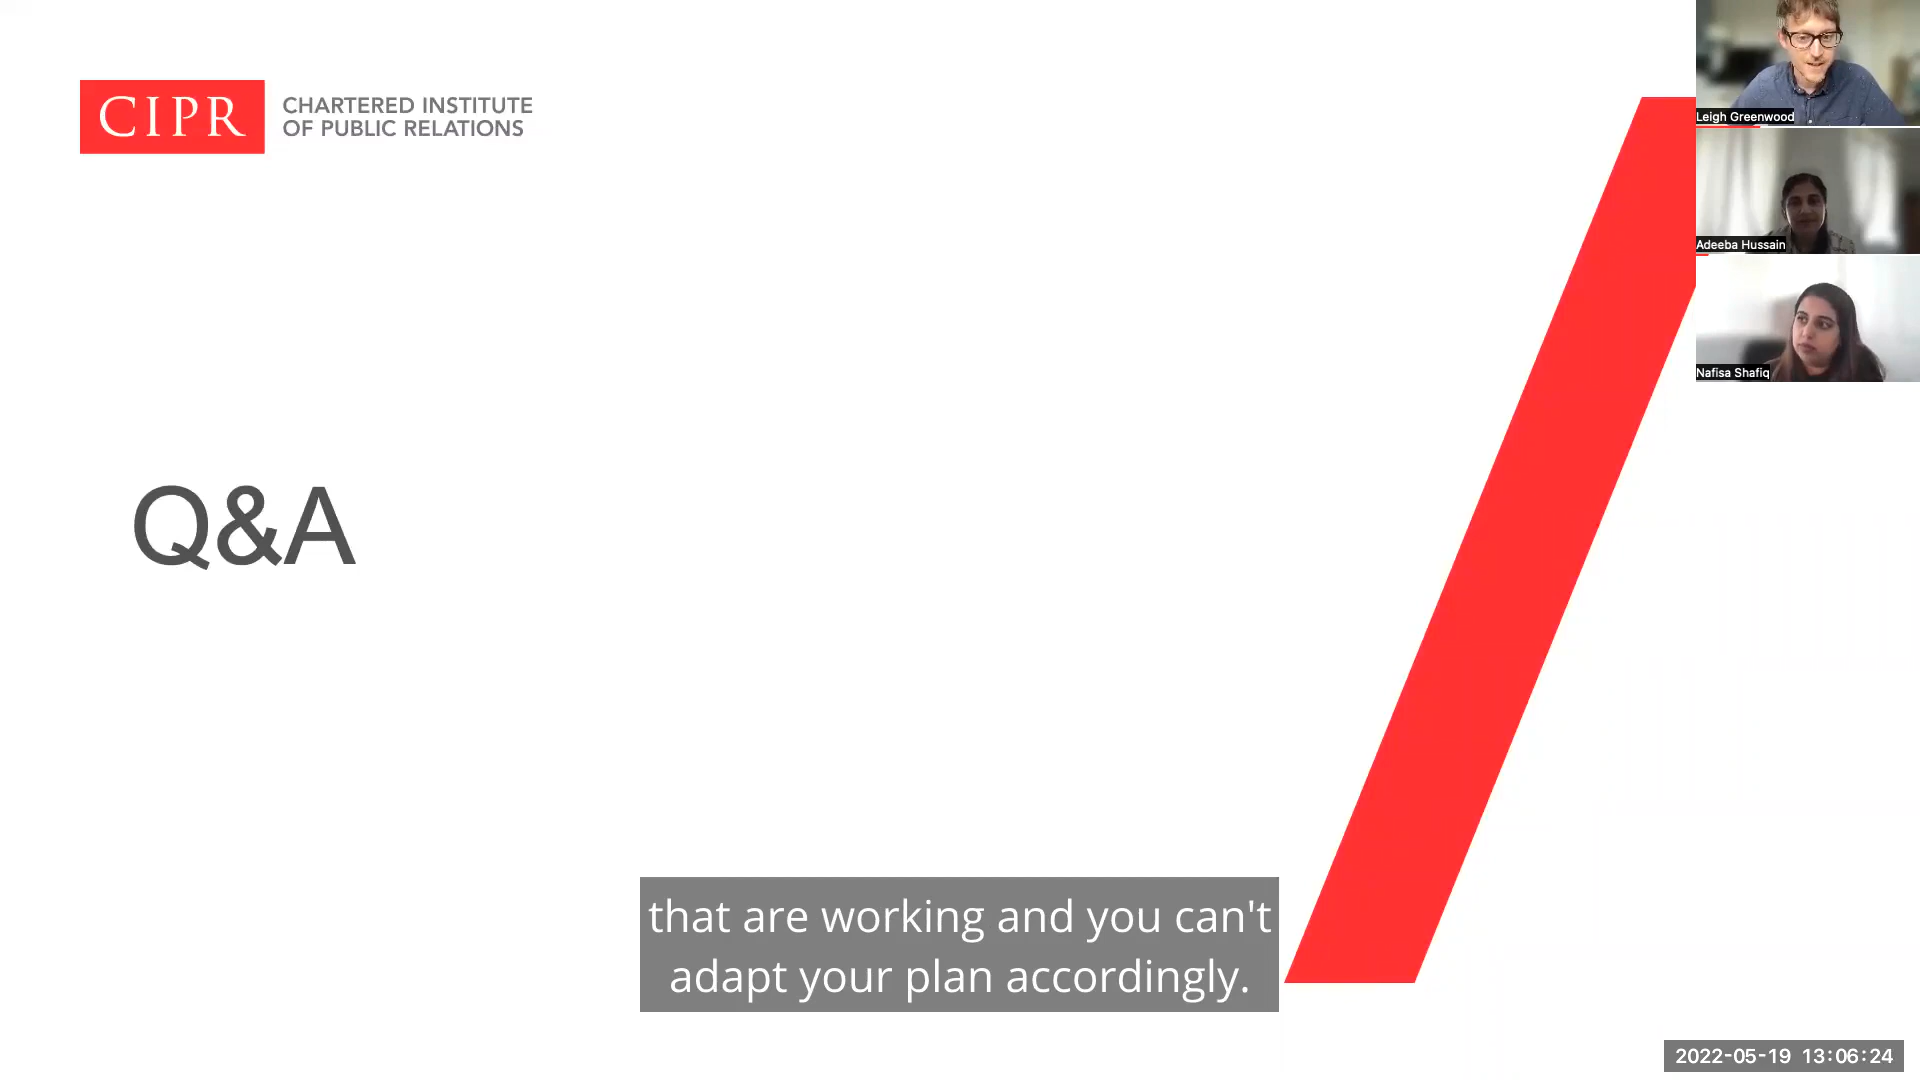 CIPR
CHARTERED INSTITUTE
OF PUBLIC RELATIONS
Leigh Greenwood
Adeeba Hussain
Nafisa Shafiq
Q&A
that are working and you can't
adapt your plan accordingly.
2022-05-19 13:06:24